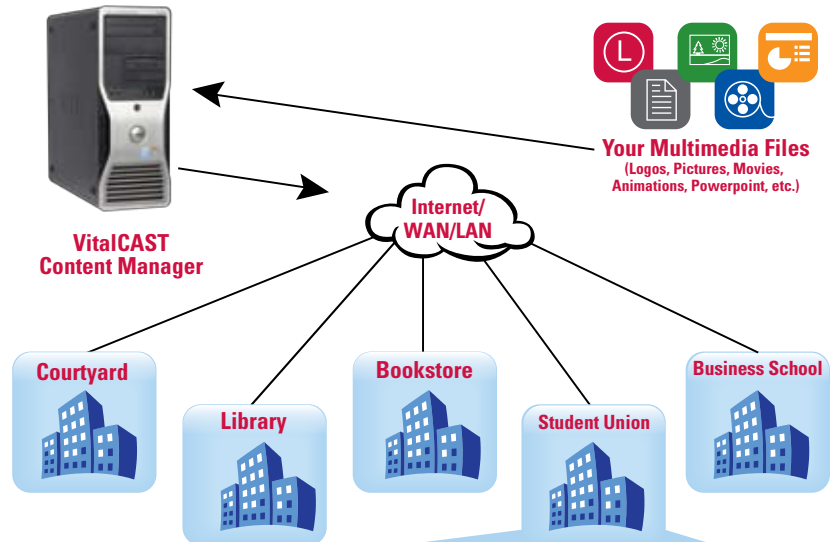 L
Your Multimedia Files
(Logos, Pictures, Movies,
Animations, Powerpoint, etc.)
VitalCAST
Content Manager
Internet/
WAN/LAN
Courtyard
Library
Bookstore
Student Union
Business School